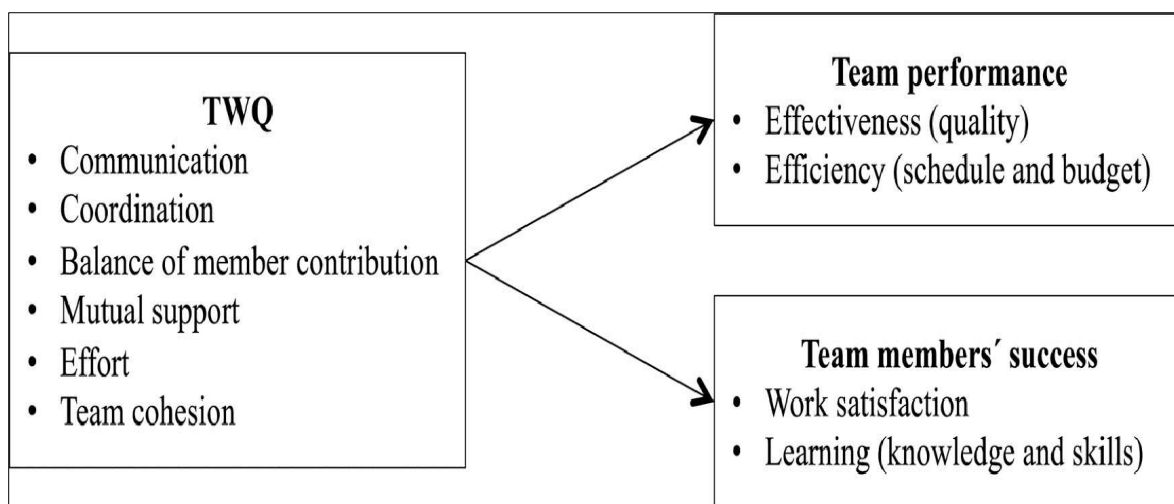 TWQ
• Communication
• Coordination
• Balance of member contribution
• Mutual support
• Effort
• Team cohesion
Team performance
• Effectiveness (quality)
• Efficiency (schedule and budget)
Team members´ success
• Work satisfaction
• Learning (knowledge and skills)